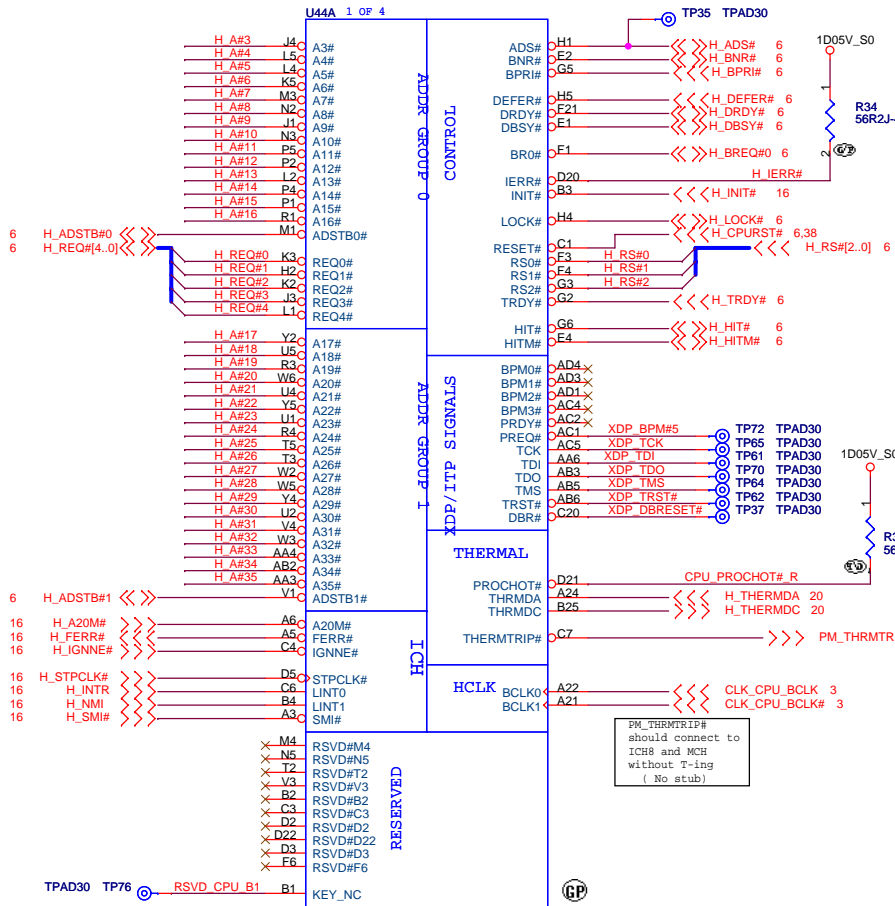 U44A 1 OF 4
TP35 TPAD30
1D05V_S0
H_A#3 J4 A3#
H_A#4 L5 A4#
H_A#5 L4 A5#
H_A#6 K5 A6#
H_A#7 M3 A7#
H_A#8 N2 A8#
H_A#9 J1 A9#
H_A#10 N3 A10#
H_A#11 P5 A11#
H_A#12 P2 A12#
H_A#13 L2 A13#
H_A#14 P4 A14#
H_A#15 P1 A15#
H_A#16 R1 A16#
6 H_ADSTB#0 M1 ADSTB0#
6 H_REQ#[4..0]
H_REQ#0 K3 REQ0#
H_REQ#1 H2 REQ1#
H_REQ#2 K2 REQ2#
H_REQ#3 J3 REQ3#
H_REQ#4 L1 REQ4#
ADDR GROUP 0
CONTROL
ADS# H1 H_ADS# 6
BNR# E2 H_BNR# 6
BPRI# G5 H_BPRI# 6
DEFER# H5 H_DEFER# 6
DRDY# F21 H_DRDY# 6
DBSY# E1 H_DBSY# 6
BR0# F1 H_BREQ#0 6
IERR# D20 H_IERR#
INIT# B3 H_INIT# 16
LOCK# H4 H_LOCK# 6
RESET# C1 H_CPURST# 6,38
RS0# F3 H_RS#0
RS1# F4 H_RS#1
RS2# G3 H_RS#2
H_RS#[2..0] 6
TRDY# G2 H_TRDY# 6
HIT# G6 H_HIT# 6
HITM# E4 H_HITM# 6
1
R34
56R2J-
2
GP
H_A#17 Y2 A17#
H_A#18 U5 A18#
H_A#19 R3 A19#
H_A#20 W6 A20#
H_A#21 U4 A21#
H_A#22 Y5 A22#
H_A#23 U1 A23#
H_A#24 R4 A24#
H_A#25 T5 A25#
H_A#26 T3 A26#
H_A#27 W2 A27#
H_A#28 W5 A28#
H_A#29 Y4 A29#
H_A#30 U2 A30#
H_A#31 V4 A31#
H_A#32 W3 A32#
H_A#33 AA4 A33#
H_A#34 AB2 A34#
H_A#35 AA3 A35#
6 H_ADSTB#1 V1 ADSTB1#
ADDR GROUP 1
XDP/ITP SIGNALS
BPM0# AD4
BPM1# AD3
BPM2# AD1
BPM3# AC4
PRDY# AC2
PREQ# AC1 XDP_BPM#5 TP72 TPAD30
TCK AC5 XDP_TCK TP65 TPAD30
TDI AA6 XDP_TDI TP61 TPAD30
TDO AB3 XDP_TDO TP70 TPAD30
TMS AB5 XDP_TMS TP64 TPAD30
TRST# AB6 XDP_TRST# TP62 TPAD30
DBR# C20 XDP_DBRESET# TP37 TPAD30
1D05V_S0
1
R3
56
THERMAL
PROCHOT# D21 CPU_PROCHOT#_R
THRMDA A24 H_THERMDA 20
THRMDC B25 H_THERMDC 20
THERMTRIP# C7 PM_THRMTR
16 H_A20M# A6 A20M#
16 H_FERR# A5 FERR#
16 H_IGNNE# C4 IGNNE#
16 H_STPCLK# D5 STPCLK#
16 H_INTR C6 LINT0
16 H_NMI B4 LINT1
16 H_SMI# A3 SMI#
ICH
HCLK
BCLK0 A22 CLK_CPU_BCLK 3
BCLK1 A21 CLK_CPU_BCLK# 3
PM_THRMTRIP#
should connect to
ICH8 and MCH
without T-ing
( No stub)
M4 RSVD#M4
N5 RSVD#N5
T2 RSVD#T2
V3 RSVD#V3
B2 RSVD#B2
C3 RSVD#C3
D2 RSVD#D2
D22 RSVD#D22
D3 RSVD#D3
F6 RSVD#F6
RESERVED
TPAD30 TP76 RSVD_CPU_B1 B1 KEY_NC
GP